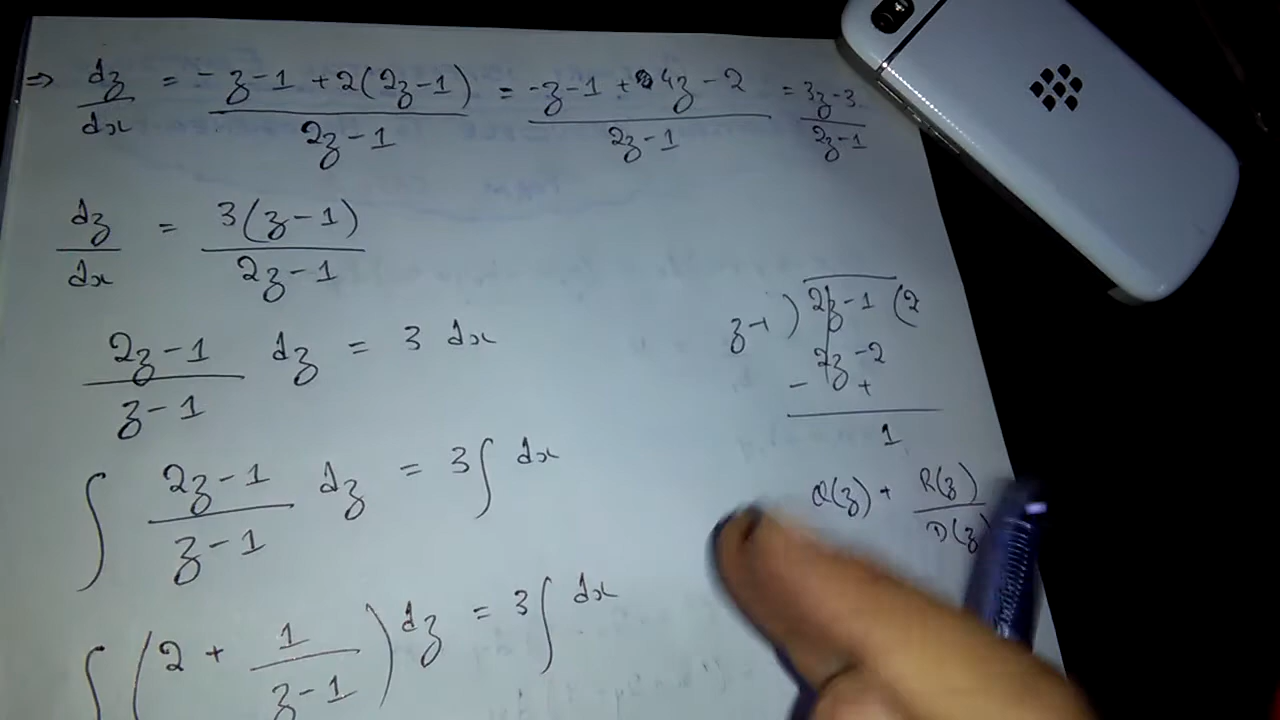 ⇒ dz/dx = (-z-1+2(2z-1))/(2z-1) = (-z-1+4z-2)/(2z-1) = (3z-3)/(2z-1)
dz/dx = 3(z-1)/(2z-1)
(2z-1)/(z-1) dz = 3 dx
∫ (2z-1)/(z-1) dz = 3∫ dx
∫ (2 + 1/(z-1)) dz = 3∫ dx
z-1 ) 2z-1 ( 2
2z-2
- +
1
Q(z) + R(z)/D(z)